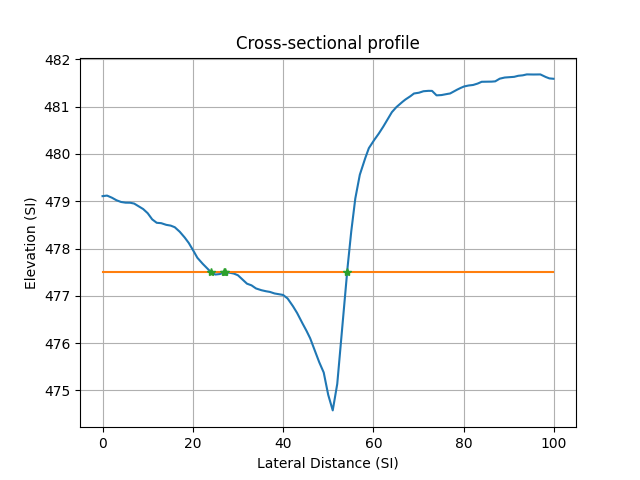 Cross-sectional profile
482
481
480
479
478
477
476
475
Elevation (SI)
0 20 40 60 80 100
Lateral Distance (SI)